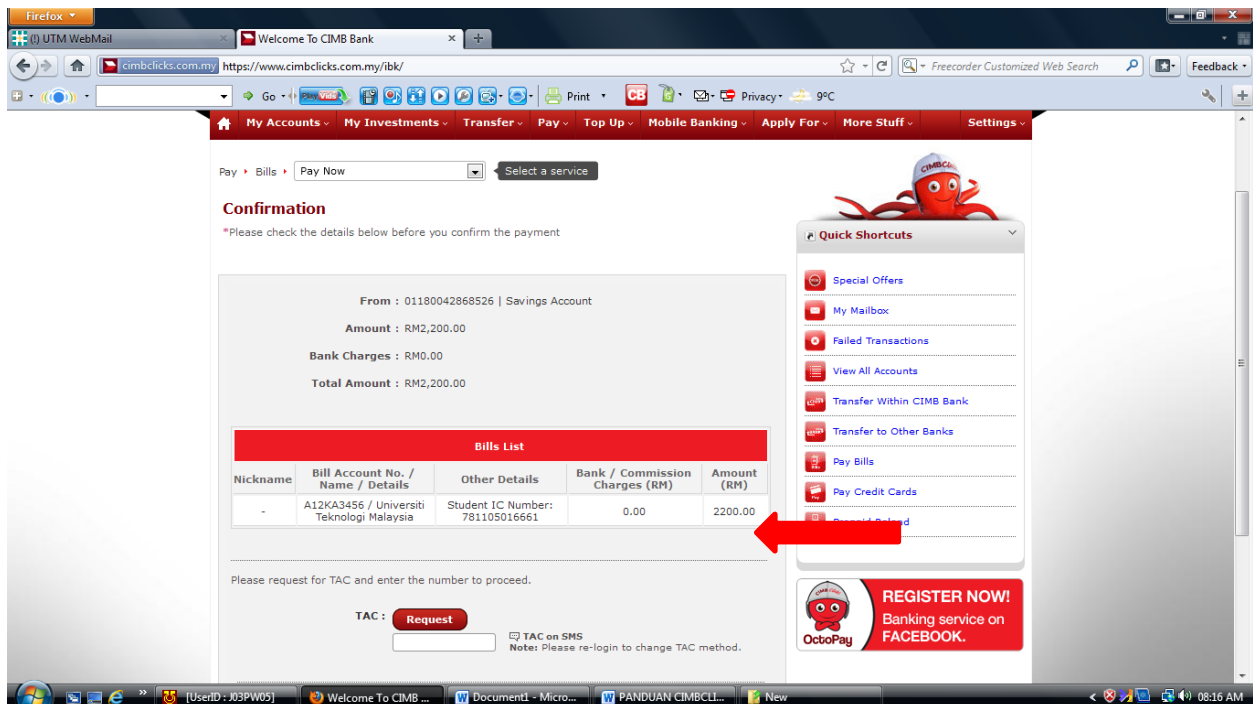 Firefox
(!) UTM WebMail
Welcome To CIMB Bank
cimbclicks.com.my https://www.cimbclicks.com.my/ibk/
Freecorder Customized Web Search
Feedback
Go
Print
CB
Privacy
9°C
My Accounts My Investments Transfer Pay Top Up Mobile Banking Apply For More Stuff Settings
Pay Bills Pay Now Select a service
Confirmation
*Please check the details below before you confirm the payment
From : 01180042868526 | Savings Account
Amount : RM2,200.00
Bank Charges : RM0.00
Total Amount : RM2,200.00
Bills List
Nickname
Bill Account No. /
Name / Details
Other Details
Bank / Commission
Charges (RM)
Amount
(RM)
-
A12KA3456 / Universiti
Teknologi Malaysia
Student IC Number:
781105016661
0.00
2200.00
Please request for TAC and enter the number to proceed.
TAC : Request
TAC on SMS
Note: Please re-login to change TAC method.
Quick Shortcuts
Special Offers
My Mailbox
Failed Transactions
View All Accounts
Transfer Within CIMB Bank
Transfer to Other Banks
Pay Bills
Pay Credit Cards
OctoPay
REGISTER NOW!
Banking service on
FACEBOOK.
[UserID : J03PW05]
Welcome To CIMB ...
Document1 - Micro...
PANDUAN CIMBCLI...
New
08:16 AM